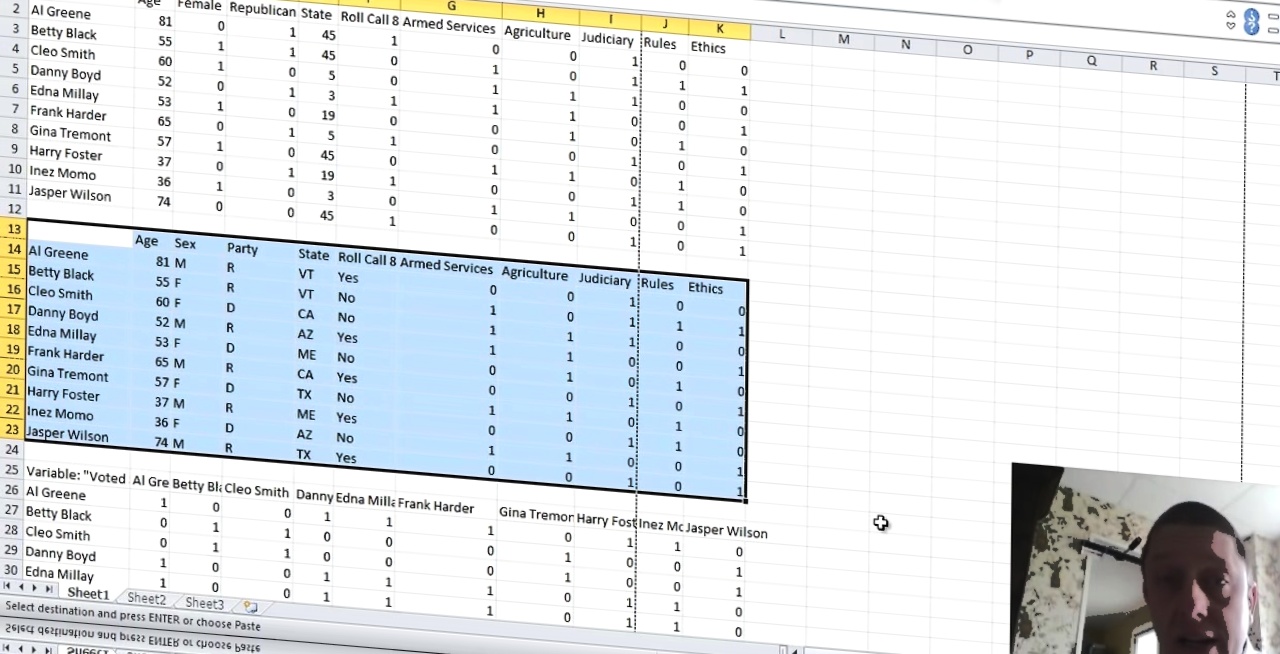 G H I J K L M N O P Q R S T
Age Female Republican State Roll Call 8 Armed Services Agriculture Judiciary Rules Ethics
2 Al Greene 81 0 1 45 1 0 0 1 0 0
3 Betty Black 55 1 1 45 0 1 0 1 1 1
4 Cleo Smith 60 1 0 5 0 1 1 1 0 0
5 Danny Boyd 52 0 1 3 1 1 1 0 0 1
6 Edna Millay 53 1 0 19 0 0 1 0 1 0
7 Frank Harder 65 0 1 5 1 0 0 1 0 1
8 Gina Tremont 57 1 0 45 0 1 1 0 1 0
9 Harry Foster 37 0 1 19 1 0 0 1 1 0
10 Inez Momo 36 1 0 3 0 1 1 0 0 1
11 Jasper Wilson 74 0 0 45 1 0 0 1 0 1
12
13 Age Sex Party State Roll Call 8 Armed Services Agriculture Judiciary Rules Ethics
14 Al Greene 81 M R VT Yes 0 0 1 0 0
15 Betty Black 55 F R VT No 1 0 1 1 1
16 Cleo Smith 60 F D CA No 1 1 1 0 0
17 Danny Boyd 52 M R AZ Yes 1 1 0 0 1
18 Edna Millay 53 F D ME No 0 1 0 1 0
19 Frank Harder 65 M R CA Yes 0 0 1 0 1
20 Gina Tremont 57 F D TX No 1 1 0 1 0
21 Harry Foster 37 M R ME Yes 0 0 1 1 0
22 Inez Momo 36 F D AZ No 1 1 0 0 1
23 Jasper Wilson 74 M R TX Yes 0 0 1 0 1
24
25 Variable: "Voted Al Gre Betty Bla Cleo Smith Danny Edna Milla Frank Harder Gina Tremor Harry Fost Inez Mc Jasper Wilson
26 Al Greene 1 0 0 1 1 1 0 1 1 0
27 Betty Black 0 1 1 0 0 0 1 0 0 1
28 Cleo Smith 0 1 1 0 0 0 1 0 0 1
29 Danny Boyd 1 0 0 1 1 1 0 1 1 0
30 Edna Millay 1 0 0 1 1 1 0 1 1 0
Sheet1 Sheet2 Sheet3
Select destination and press ENTER or choose Paste